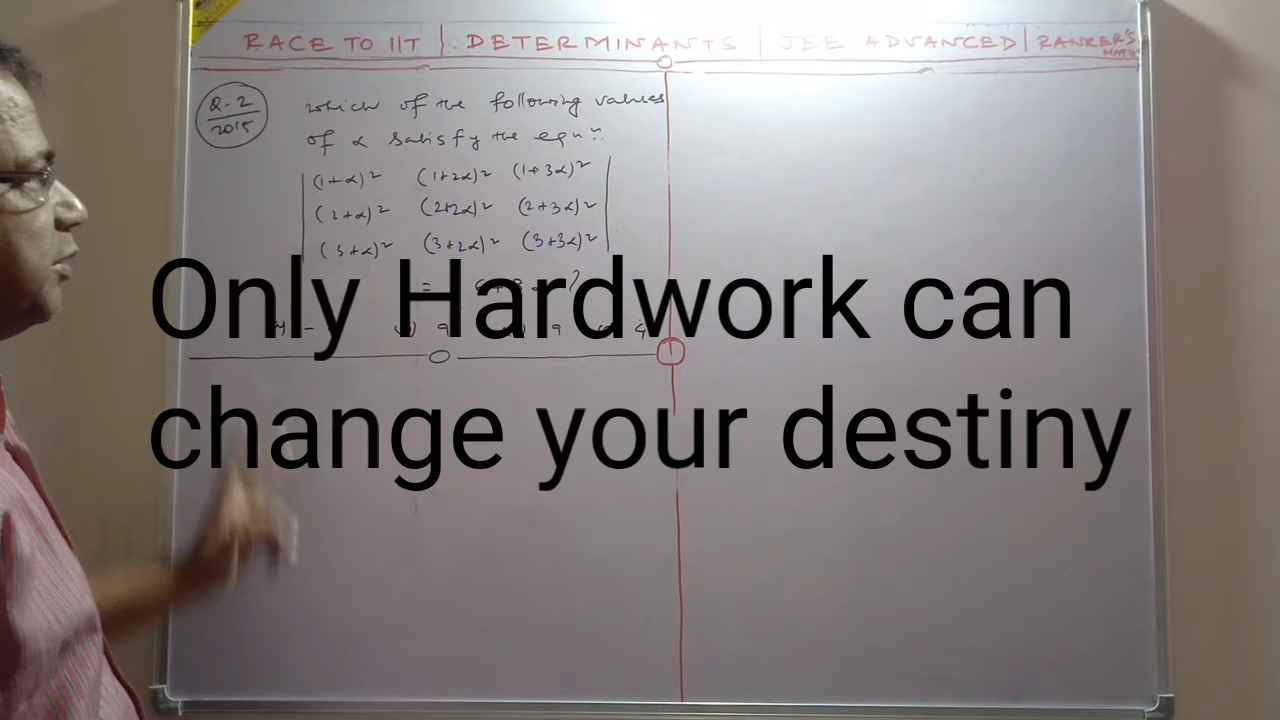 RACE TO IIT | DETERMINANTS | JEE ADVANCED | RANKER'S MATH
Q-2
2015
which of the following values
of α satisfy the equⁿ.
(1+α)² (1+2α)² (1+3α)²
(2+α)² (2+2α)² (2+3α)²
(3+α)² (3+2α)² (3+3α)²
=
Only Hardwork can
change your destiny